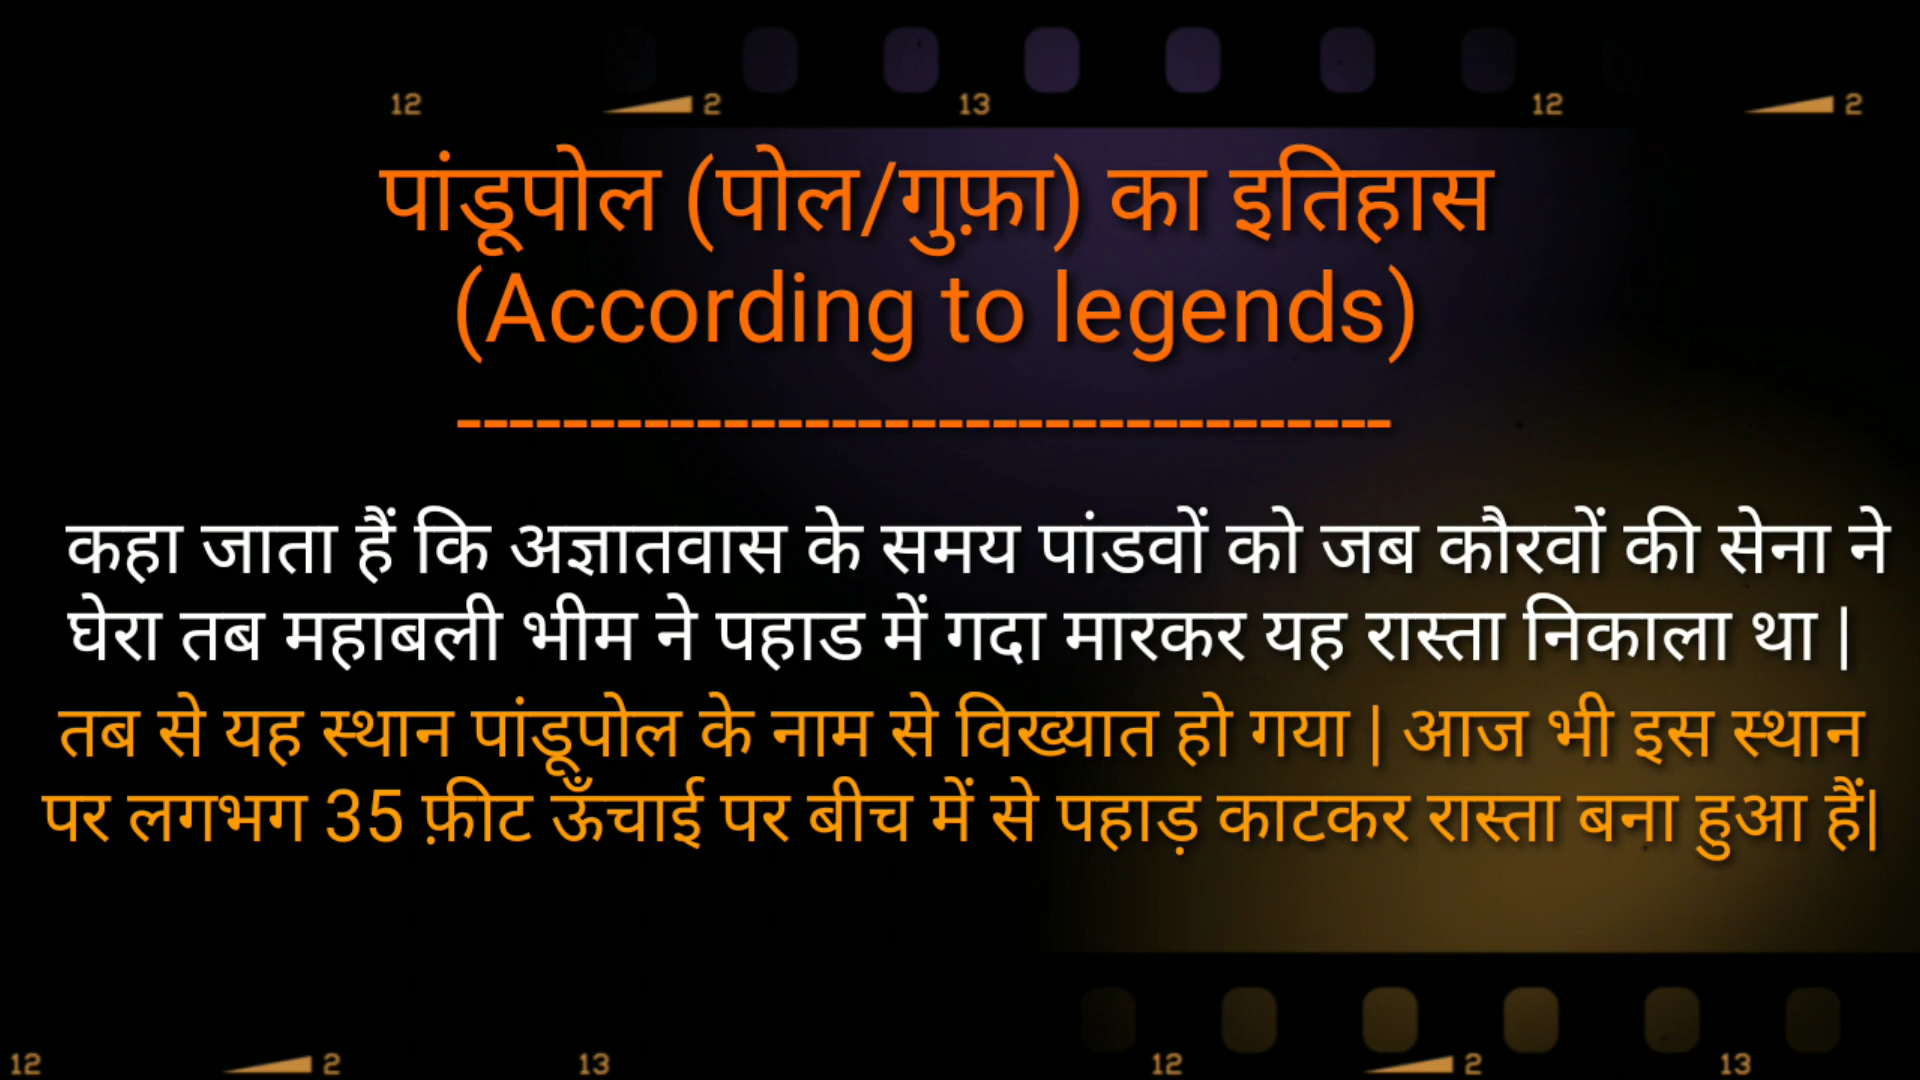 12 2 13 12 2
पांडूपोल (पोल/गुफ़ा) का इतिहास
(According to legends)
-----------------------------------
कहा जाता हैं कि अज्ञातवास के समय पांडवों को जब कौरवों की सेना ने
घेरा तब महाबली भीम ने पहाड में गदा मारकर यह रास्ता निकाला था |
तब से यह स्थान पांडूपोल के नाम से विख्यात हो गया | आज भी इस स्थान
पर लगभग 35 फ़ीट ऊँचाई पर बीच में से पहाड़ काटकर रास्ता बना हुआ हैं|
12 2 13 12 2 13